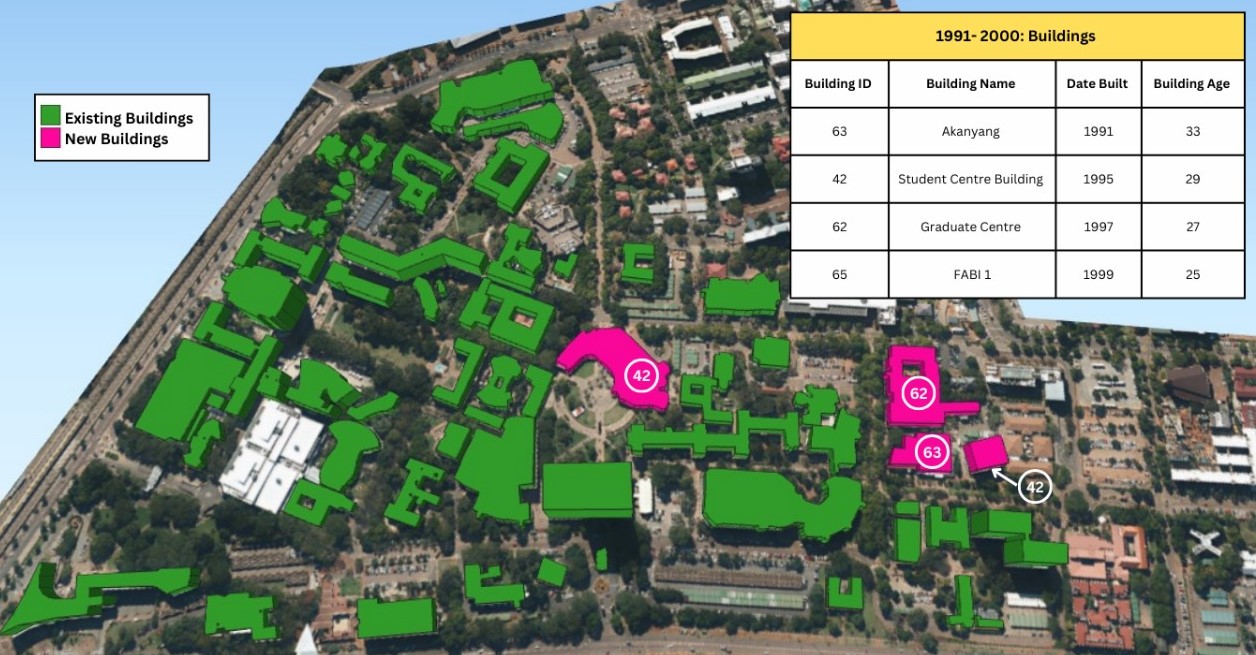 1991- 2000: Buildings
Building ID Building Name Date Built Building Age
63 Akanyang 1991 33
42 Student Centre Building 1995 29
62 Graduate Centre 1997 27
65 FABI 1 1999 25
Existing Buildings
New Buildings
42
62
63
42